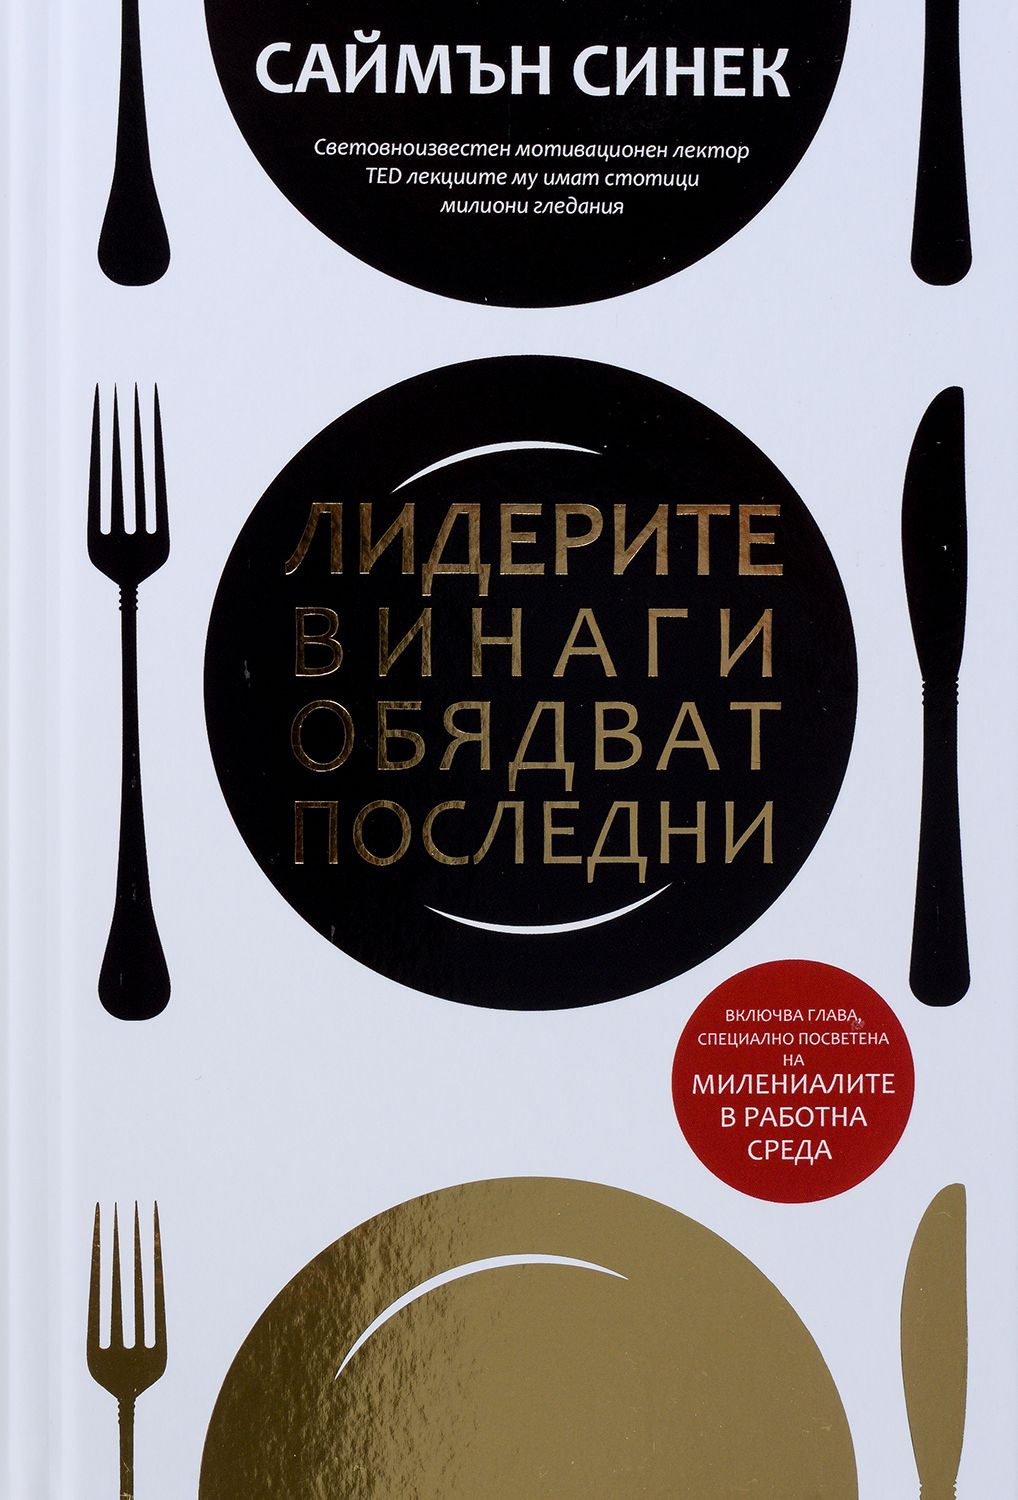 САЙМЪН СИНЕК
Световноизвестен мотивационен лектор
TED лекциите му имат стотици
милиони гледания
ЛИДЕРИТЕ
ВИНАГИ
ОБЯДВАТ
ПОСЛЕДНИ
ВКЛЮЧВА ГЛАВА,
СПЕЦИАЛНО ПОСВЕТЕНА
НА
МИЛЕНИАЛИТЕ
В РАБОТНА
СРЕДА